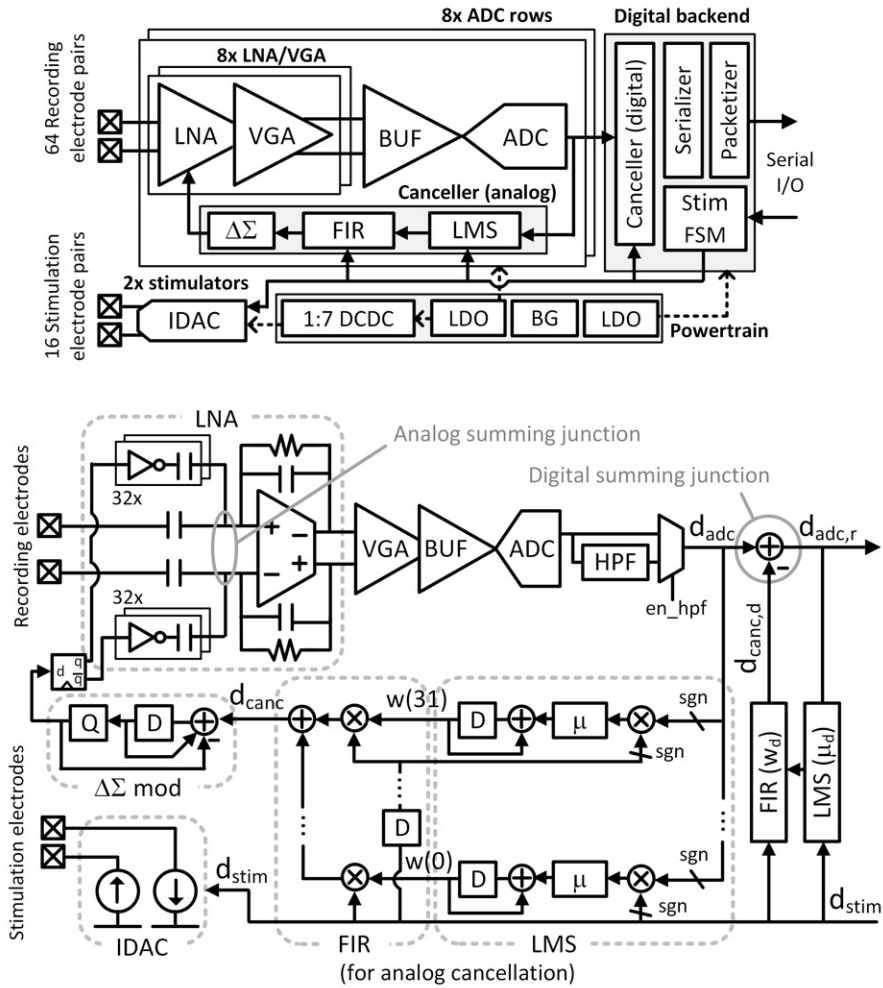 8x ADC rows
Digital backend
8x LNA/VGA
64 Recording
electrode pairs
LNA
VGA
BUF
ADC
Canceller (digital)
Serializer
Packetizer
Serial
I/O
Canceller (analog)
ΔΣ
FIR
LMS
Stim
FSM
16 Stimulation
electrode pairs
2x stimulators
IDAC
1:7 DCDC
LDO
BG
LDO
Powertrain
LNA
Analog summing junction
Digital summing junction
Recording electrodes
32x
+
−
−
+
VGA
BUF
ADC
HPF
en_hpf
d_adc
+
−
d_adc,r
32x
d_canc,d
d
q
q̅
d_canc
w(31)
Q
D
+
−
ΔΣ mod
+
×
D
+
μ
×
sgn
sgn
FIR (w_d)
LMS (μ_d)
Stimulation electrodes
D
d_stim
w(0)
×
D
+
μ
×
sgn
sgn
d_stim
IDAC
FIR
LMS
(for analog cancellation)